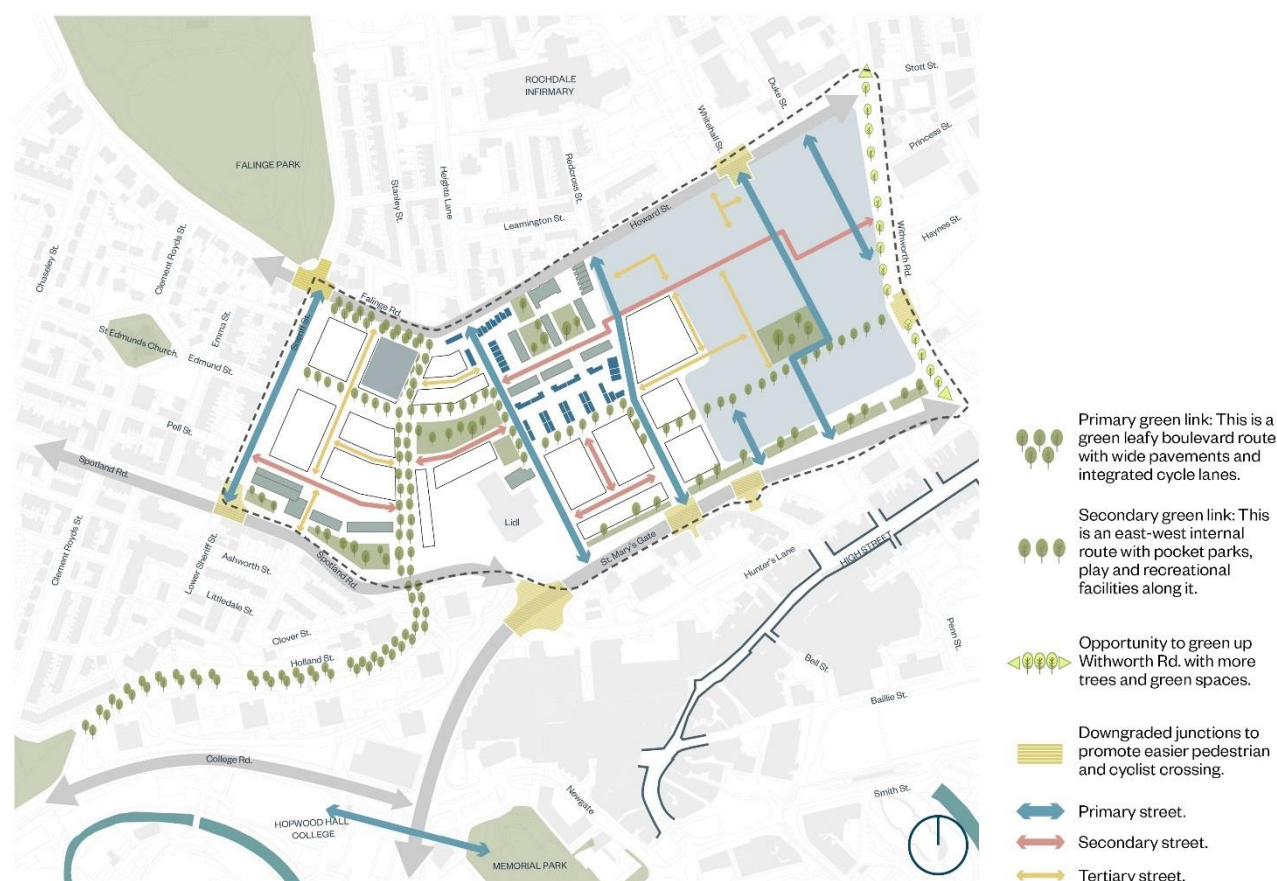 Stott St.
ROCHDALE
INFIRMARY
Duke St.
Whitehall St.
Princess St.
FALINGE PARK
Redcross St.
Stanley St.
Heights Lane
Leamington St.
Howard St.
Withworth Rd.
Haynes St.
Chaseley St.
Clement Royds St.
Emma St.
St Edmunds Church.
Edmund St.
Sheriff St.
Falinge Rd.
Pell St.
Spotland Rd.
Lidl
St. Mary's Gate
Hunter's Lane
HIGH STREET
Clement Royds St.
Lower Sheriff St.
Ashworth St.
Spotland Rd.
Littledale St.
Clover St.
Holland St.
Penn St.
Bell St.
Baillie St.
College Rd.
Newgate
Smith St.
HOPWOOD HALL
COLLEGE
MEMORIAL PARK
Primary green link: This is a
green leafy boulevard route
with wide pavements and
integrated cycle lanes.
Secondary green link: This
is an east-west internal
route with pocket parks,
play and recreational
facilities along it.
Opportunity to green up
Withworth Rd. with more
trees and green spaces.
Downgraded junctions to
promote easier pedestrian
and cyclist crossing.
Primary street.
Secondary street.
Tertiary street.